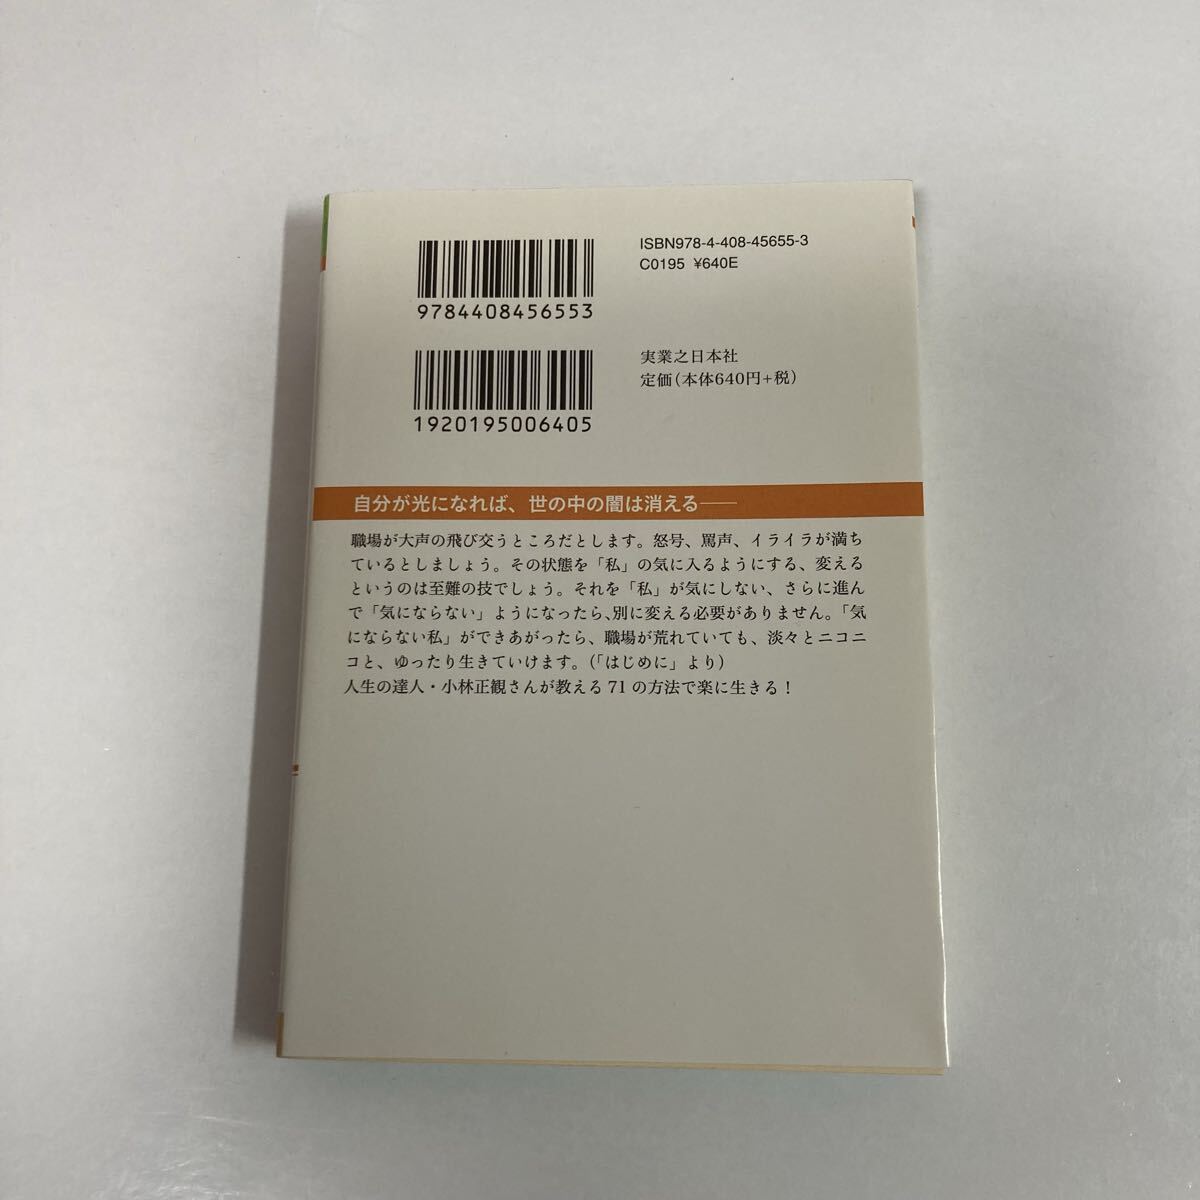 ISBN978-4-408-45655-3
C0195 ¥640E
9784408456553
実業之日本社
定価(本体640円+税)
1920195006405
自分が光になれば、世の中の闇は消える──
職場が大声の飛び交うところだとします。怒号、罵声、イライラが満ち
ているとしましょう。その状態を「私」の気に入るようにする、変える
というのは至難の技でしょう。それを「私」が気にしない、さらに進ん
で「気にならない」ようになったら、別に変える必要がありません。「気
にならない私」ができあがったら、職場が荒れていても、淡々とニコニ
コと、ゆったり生きていけます。(「はじめに」より)
人生の達人・小林正観さんが教える71の方法で楽に生きる!